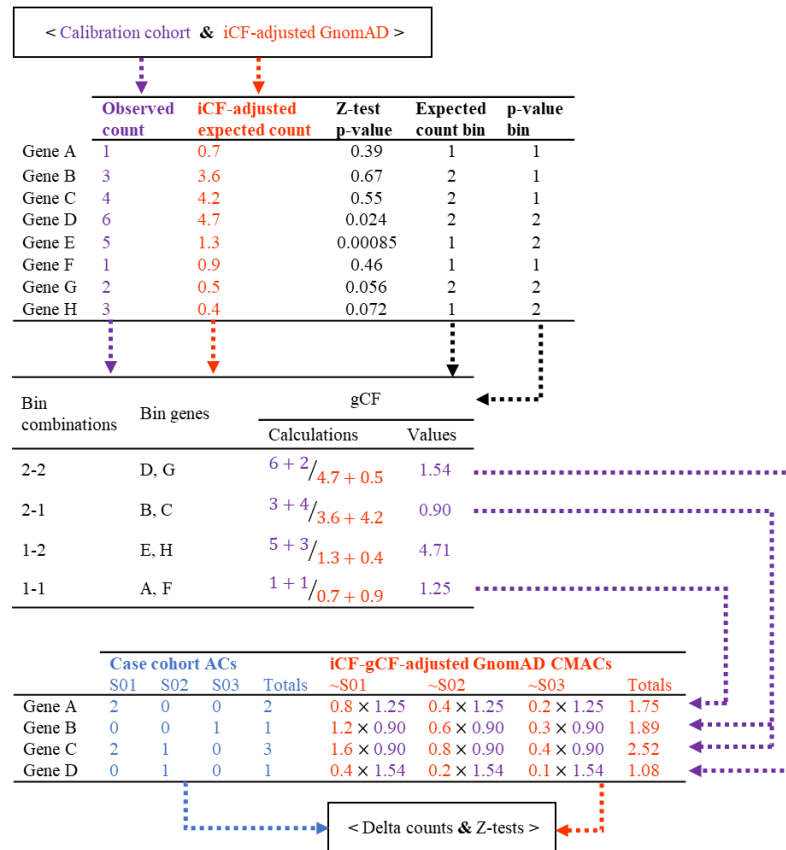 < Calibration cohort & iCF-adjusted GnomAD >
Observed count iCF-adjusted expected count Z-test p-value Expected count bin p-value bin
Gene A 1 0.7 0.39 1 1
Gene B 3 3.6 0.67 2 1
Gene C 4 4.2 0.55 2 1
Gene D 6 4.7 0.024 2 2
Gene E 5 1.3 0.00085 1 2
Gene F 1 0.9 0.46 1 1
Gene G 2 0.5 0.056 2 2
Gene H 3 0.4 0.072 1 2
Bin combinations Bin genes gCF
Calculations Values
2-2 D, G 6 + 2/4.7 + 0.5 1.54
2-1 B, C 3 + 4/3.6 + 4.2 0.90
1-2 E, H 5 + 3/1.3 + 0.4 4.71
1-1 A, F 1 + 1/0.7 + 0.9 1.25
Case cohort ACs iCF-gCF-adjusted GnomAD CMACs
S01 S02 S03 Totals ~S01 ~S02 ~S03 Totals
Gene A 2 0 0 2 0.8 × 1.25 0.4 × 1.25 0.2 × 1.25 1.75
Gene B 0 0 1 1 1.2 × 0.90 0.6 × 0.90 0.3 × 0.90 1.89
Gene C 2 1 0 3 1.6 × 0.90 0.8 × 0.90 0.4 × 0.90 2.52
Gene D 0 1 0 1 0.4 × 1.54 0.2 × 1.54 0.1 × 1.54 1.08
< Delta counts & Z-tests >